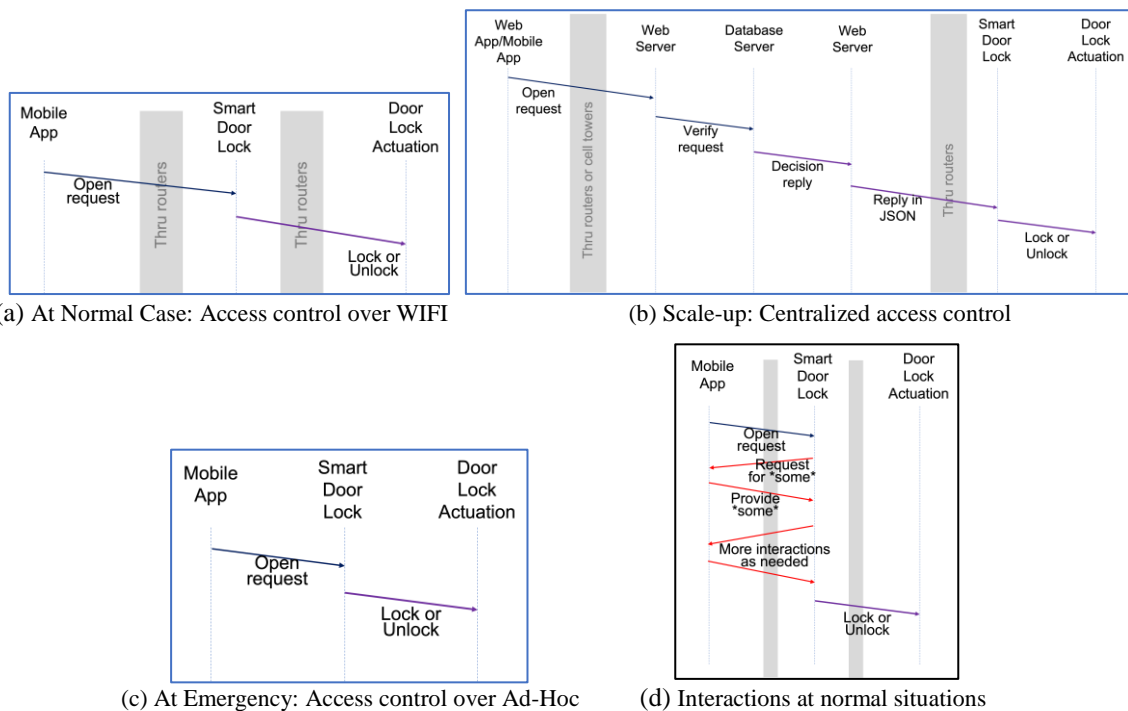 Mobile
App
Smart
Door
Lock
Door
Lock
Actuation
Thru routers
Thru routers
Open
request
Lock or
Unlock
(a) At Normal Case: Access control over WIFI
Web
App/Mobile
App
Web
Server
Database
Server
Web
Server
Smart
Door
Lock
Door
Lock
Actuation
Thru routers or cell towers
Thru routers
Open
request
Verify
request
Decision
reply
Reply in
JSON
Lock or
Unlock
(b) Scale-up: Centralized access control
Mobile
App
Smart
Door
Lock
Door
Lock
Actuation
Open
request
Lock or
Unlock
(c) At Emergency: Access control over Ad-Hoc
Mobile
App
Smart
Door
Lock
Door
Lock
Actuation
Open
request
Request
for *some*
Provide
*some*
More interactions
as needed
Lock or
Unlock
(d) Interactions at normal situations